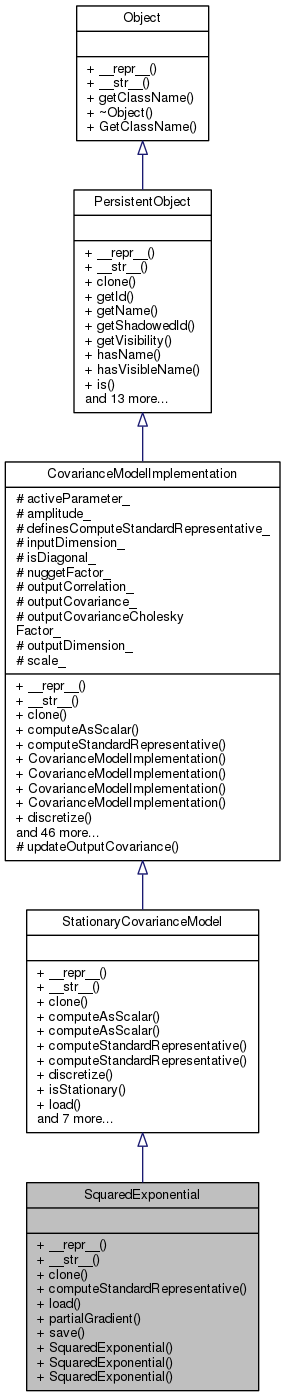 Object
+ __repr__()
+ __str__()
+ getClassName()
+ ~Object()
+ GetClassName()
PersistentObject
+ __repr__()
+ __str__()
+ clone()
+ getId()
+ getName()
+ getShadowedId()
+ getVisibility()
+ hasName()
+ hasVisibleName()
+ is()
and 13 more...
CovarianceModelImplementation
# activeParameter_
# amplitude_
# definesComputeStandardRepresentative_
# inputDimension_
# isDiagonal_
# nuggetFactor_
# outputCorrelation_
# outputCovariance_
# outputCovarianceCholesky
Factor_
# outputDimension_
# scale_
+ __repr__()
+ __str__()
+ clone()
+ computeAsScalar()
+ computeStandardRepresentative()
+ CovarianceModelImplementation()
+ CovarianceModelImplementation()
+ CovarianceModelImplementation()
+ CovarianceModelImplementation()
+ discretize()
and 46 more...
# updateOutputCovariance()
StationaryCovarianceModel
+ __repr__()
+ __str__()
+ clone()
+ computeAsScalar()
+ computeAsScalar()
+ computeStandardRepresentative()
+ computeStandardRepresentative()
+ discretize()
+ isStationary()
+ load()
and 7 more...
SquaredExponential
+ __repr__()
+ __str__()
+ clone()
+ computeStandardRepresentative()
+ load()
+ partialGradient()
+ save()
+ SquaredExponential()
+ SquaredExponential()
+ SquaredExponential()